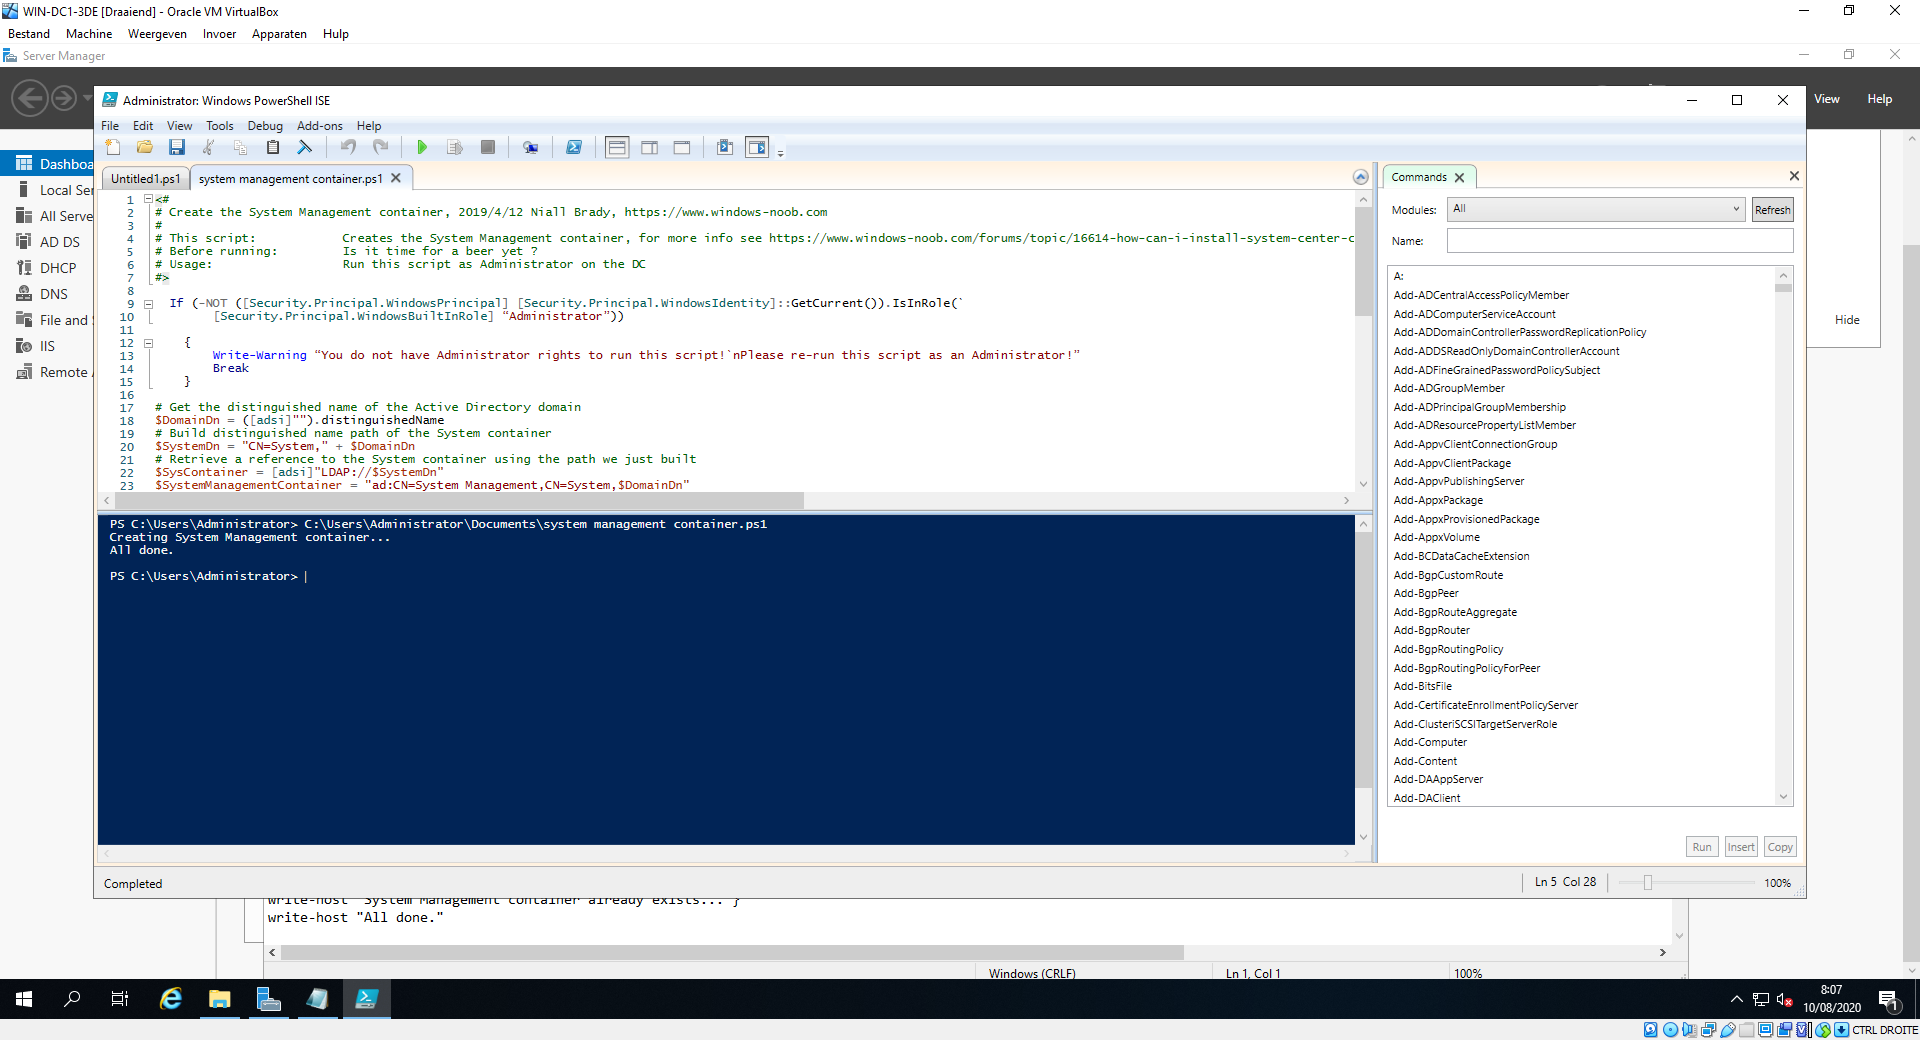 WIN-DC1-3DE [Draaiend] - Oracle VM VirtualBox
Bestand Machine Weergeven Invoer Apparaten Hulp
Server Manager
View Help
Administrator: Windows PowerShell ISE
File Edit View Tools Debug Add-ons Help
Dashboa
Local Ser
All Serve
AD DS
DHCP
DNS
File and S
IIS
Remote A
Hide
Untitled1.ps1 system management container.ps1
1 <#
2 # Create the System Management container, 2019/4/12 Niall Brady, https://www.windows-noob.com
3 #
4 # This script: Creates the System Management container, for more info see https://www.windows-noob.com/forums/topic/16614-how-can-i-install-system-center-c
5 # Before running: Is it time for a beer yet ?
6 # Usage: Run this script as Administrator on the DC
7 #>
8
9 If (-NOT ([Security.Principal.WindowsPrincipal] [Security.Principal.WindowsIdentity]::GetCurrent()).IsInRole(`
10 [Security.Principal.WindowsBuiltInRole] “Administrator”))
11
12 {
13 Write-Warning “You do not have Administrator rights to run this script!`nPlease re-run this script as an Administrator!”
14 Break
15 }
16
17 # Get the distinguished name of the Active Directory domain
18 $DomainDn = ([adsi]"").distinguishedName
19 # Build distinguished name path of the System container
20 $SystemDn = "CN=System," + $DomainDn
21 # Retrieve a reference to the System container using the path we just built
22 $SysContainer = [adsi]"LDAP://$SystemDn"
23 $SystemManagementContainer = "ad:CN=System Management,CN=System,$DomainDn"
PS C:\Users\Administrator> C:\Users\Administrator\Documents\system management container.ps1
Creating System Management container...
All done.
PS C:\Users\Administrator>
Commands
Modules: All Refresh
Name:
A:
Add-ADCentralAccessPolicyMember
Add-ADComputerServiceAccount
Add-ADDomainControllerPasswordReplicationPolicy
Add-ADDSReadOnlyDomainControllerAccount
Add-ADFineGrainedPasswordPolicySubject
Add-ADGroupMember
Add-ADPrincipalGroupMembership
Add-ADResourcePropertyListMember
Add-AppvClientConnectionGroup
Add-AppvClientPackage
Add-AppvPublishingServer
Add-AppxPackage
Add-AppxProvisionedPackage
Add-AppxVolume
Add-BCDataCacheExtension
Add-BgpCustomRoute
Add-BgpPeer
Add-BgpRouteAggregate
Add-BgpRouter
Add-BgpRoutingPolicy
Add-BgpRoutingPolicyForPeer
Add-BitsFile
Add-CertificateEnrollmentPolicyServer
Add-ClusteriSCSITargetServerRole
Add-Computer
Add-Content
Add-DAAppServer
Add-DAClient
Run Insert Copy
Completed
Ln 5 Col 28 100%
write-host "System Management container already exists..."}
write-host "All done."
Windows (CRLF) Ln 1, Col 1 100%
8:07
10/08/2020
1
CTRL DROITE